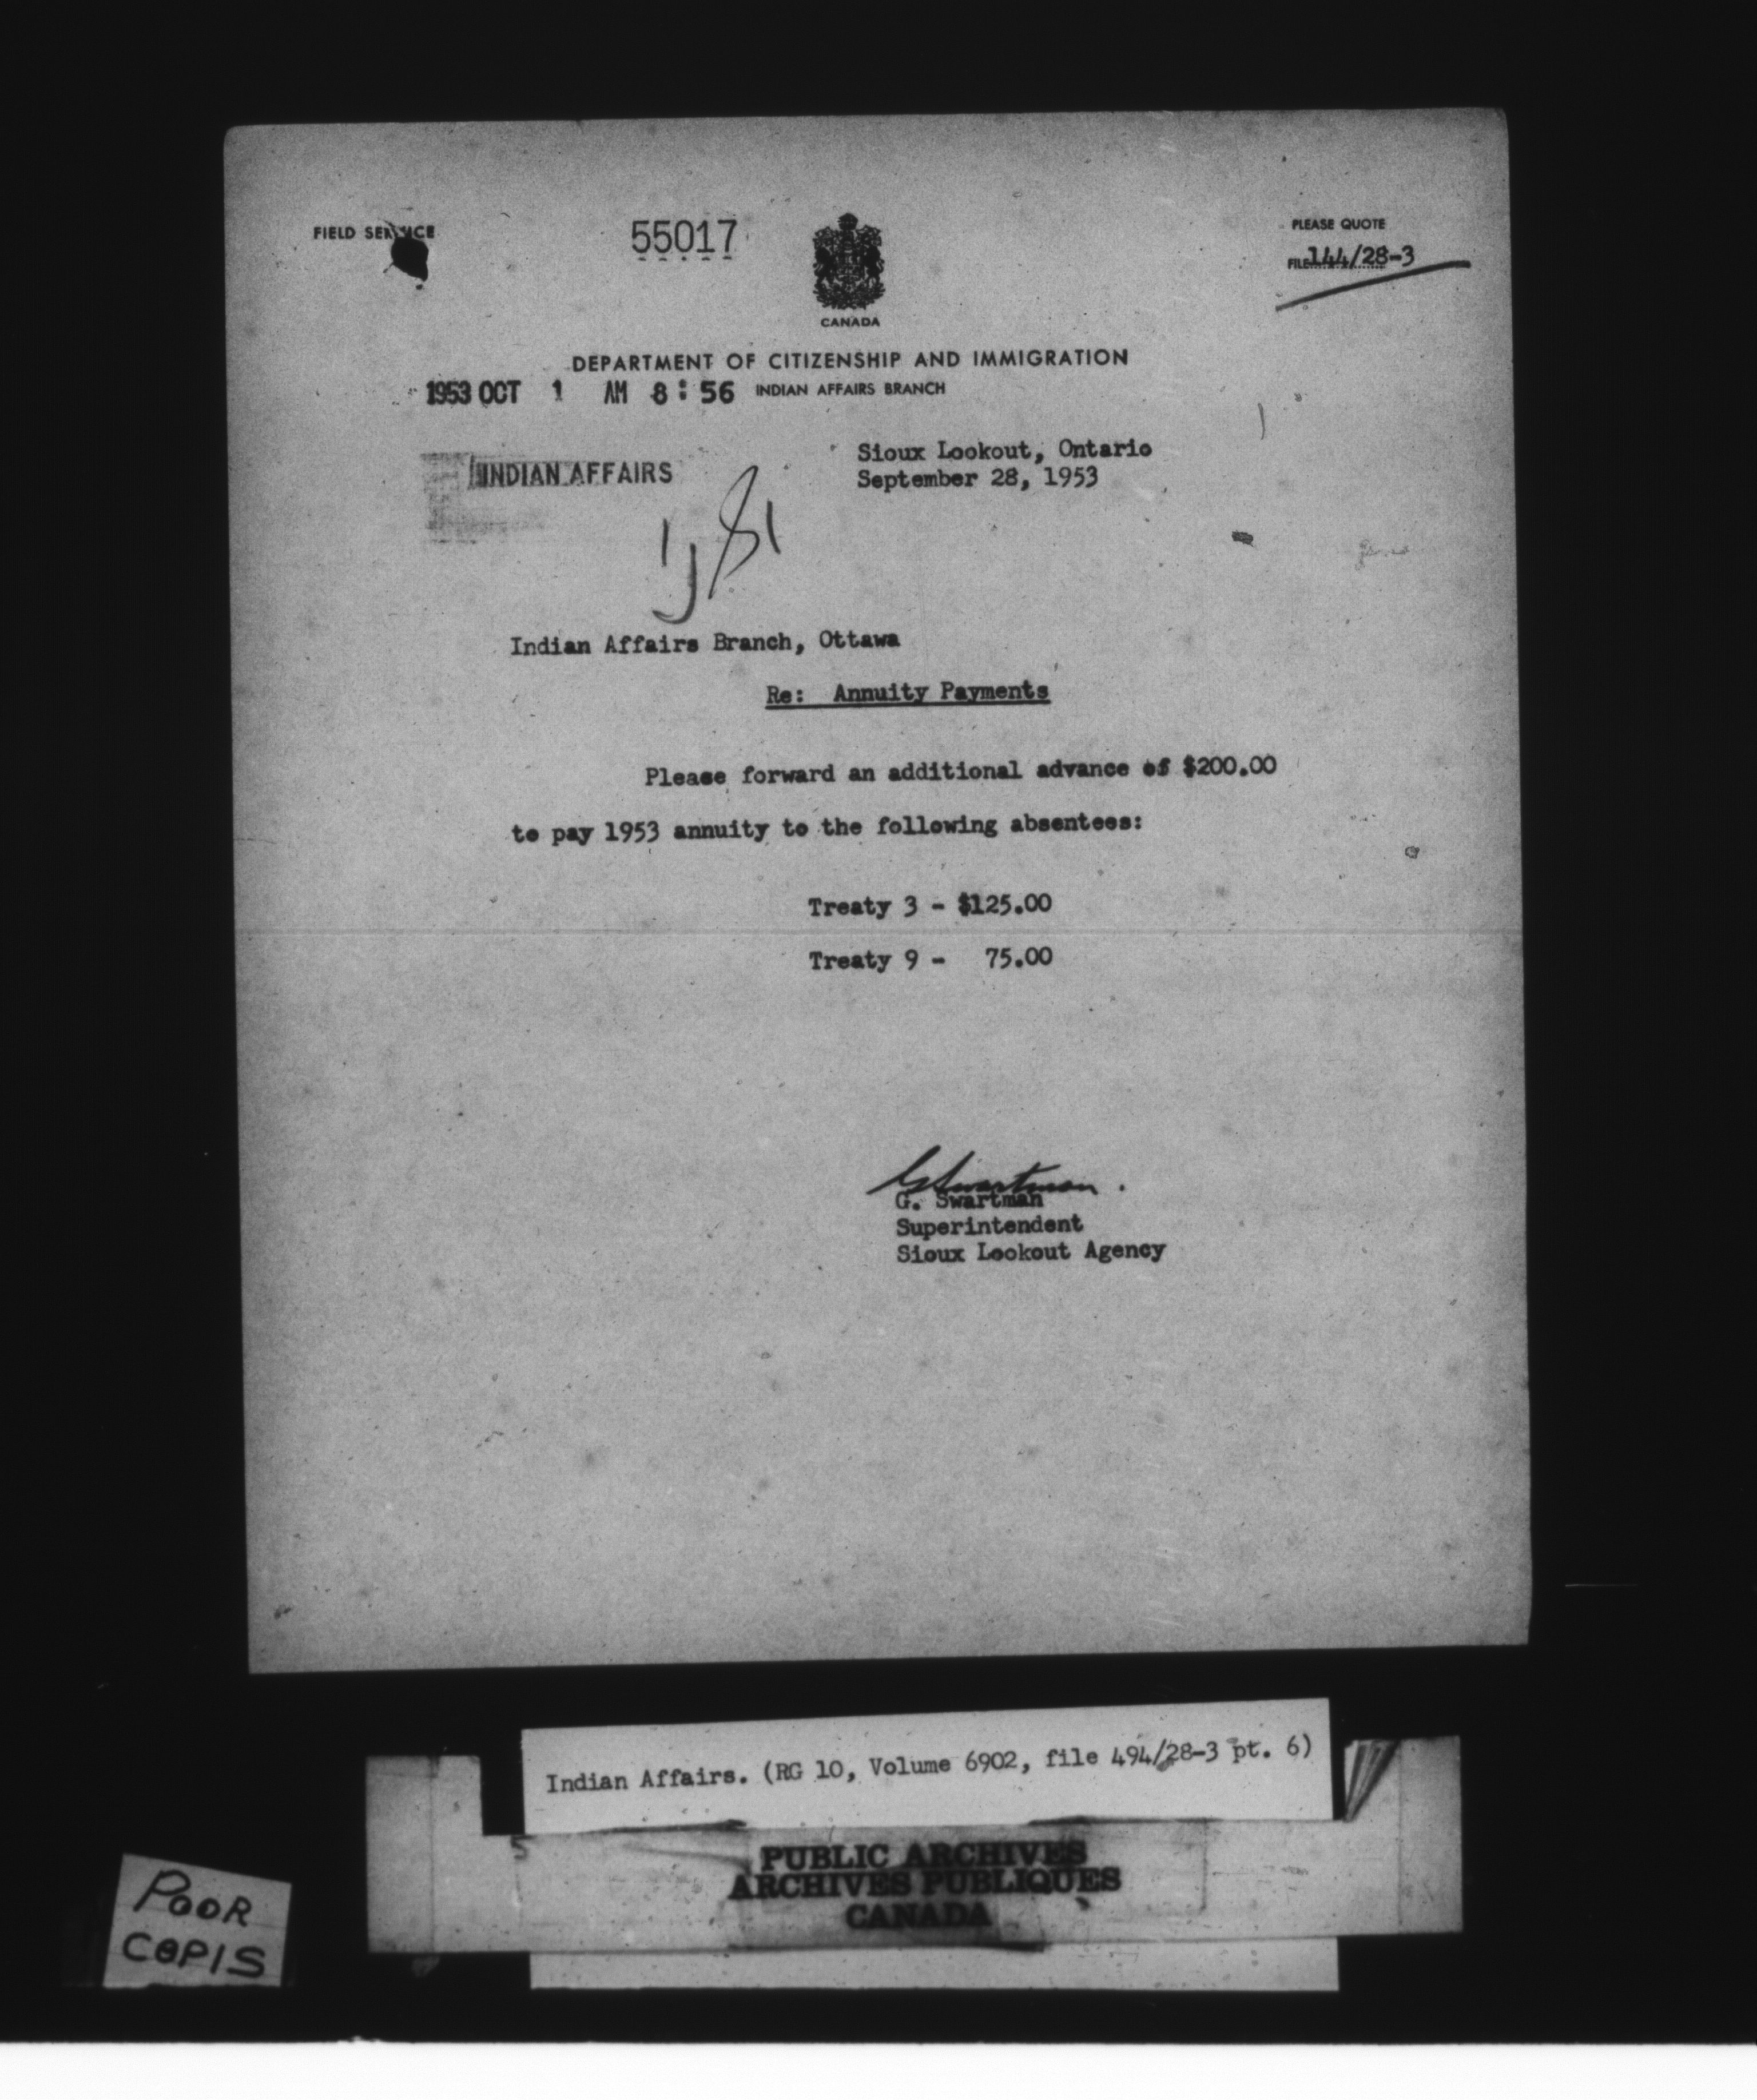 FIELD SERVICE
55017
PLEASE QUOTE
FILE 144/28-3
CANADA
DEPARTMENT OF CITIZENSHIP AND IMMIGRATION
1953 OCT 1 AM 8:56 INDIAN AFFAIRS BRANCH
Sioux Lookout, Ontario
INDIAN AFFAIRS
September 28, 1953
Indian Affairs Branch, Ottawa
Re: Annuity Payments
Please forward an additional advance of $200.00
to pay 1953 annuity to the following absentees:
Treaty 3 - $125.00
Treaty 9 - 75.00
GSwartman.
G. Swartman
Superintendent
Sioux Lookout Agency
Indian Affairs. (RG 10, Volume 6902, file 494/28-3 pt. 6)
PUBLIC ARCHIVES
ARCHIVES PUBLIQUES
CANADA
POOR
COPIS